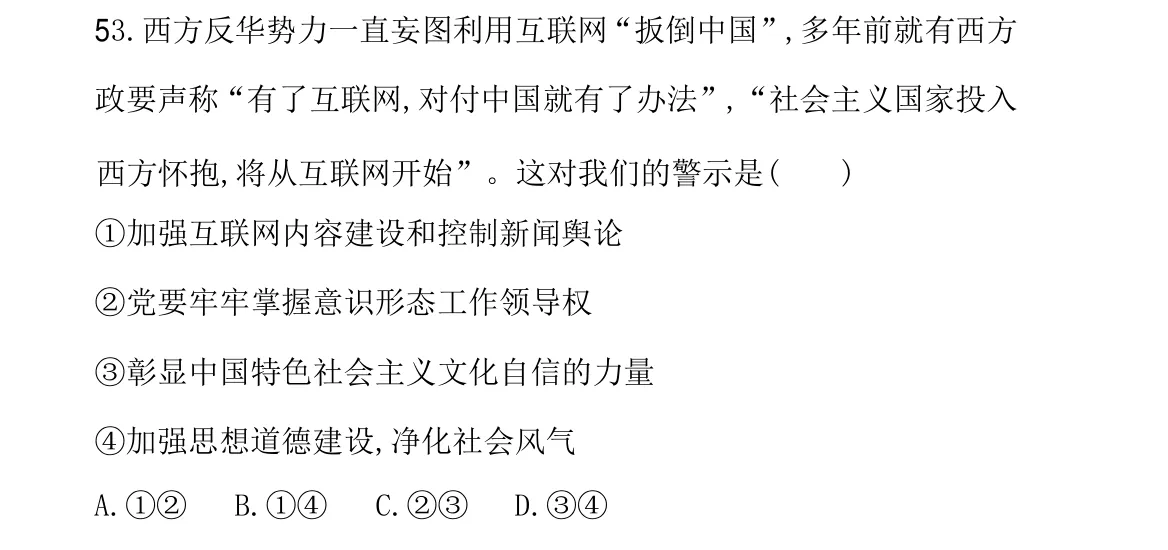 53.西方反华势力一直妄图利用互联网“扳倒中国”,多年前就有西方
政要声称“有了互联网,对付中国就有了办法”,“社会主义国家投入
西方怀抱,将从互联网开始”。这对我们的警示是(　　)
①加强互联网内容建设和控制新闻舆论
②党要牢牢掌握意识形态工作领导权
③彰显中国特色社会主义文化自信的力量
④加强思想道德建设,净化社会风气
A.①②　B.①④　C.②③　D.③④